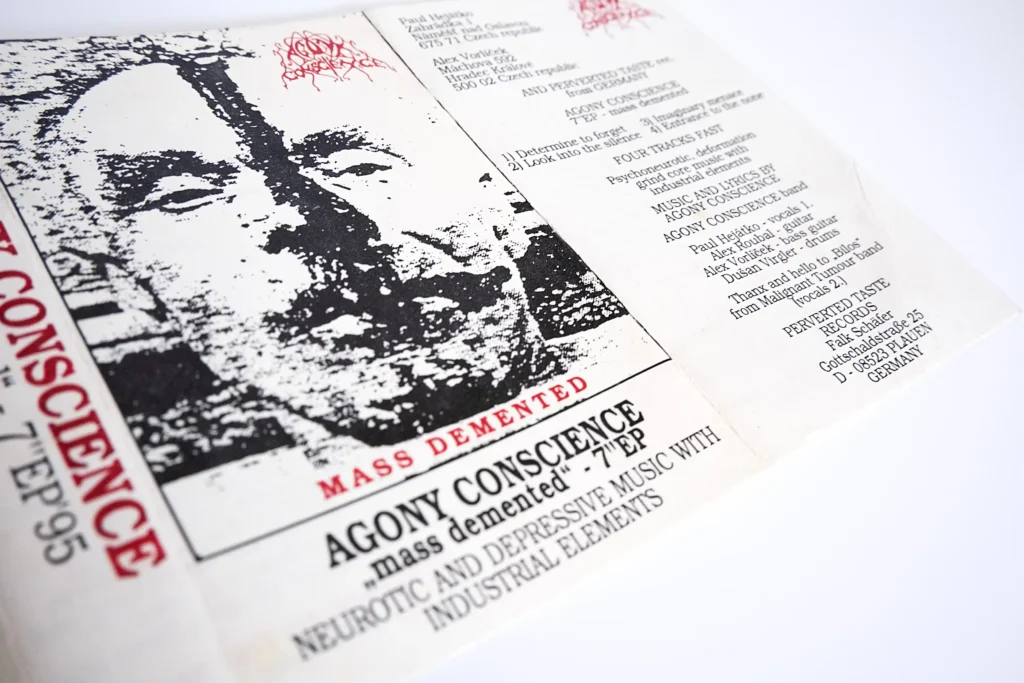 Y CONSCIENCE
1" - 7"EP'95
AGONY
CONSCIENCE
MASS DEMENTED
AGONY CONSCIENCE
„mass demented“ - 7"EP
NEUROTIC AND DEPRESSIVE MUSIC WITH
INDUSTRIAL ELEMENTS
Paul Hejátko
Zahrádka 1
Náměšť nad Oslavou
675 71 Czech republic
Alex Vorlíček
Máchova 592
Hradec Králové
500 02 Czech republic
AND PERVERTED TASTE rec.
from GERMANY
AGONY CONSCIENCE
7"EP - mass demented
1) Determine to forget 3) Imaginary menace
2) Look into the silence 4) Entrance to the none
FOUR TRACKS FAST
Psychoneurotic, deformation
grind core music with
industrial elements
MUSIC AND LYRICS BY
AGONY CONSCIENCE
AGONY CONSCIENCE band
Paul Hejátko - vocals 1.
Alex Roubal - guitar
Alex Vorlíček - bass guitar
Dušan Virgler - drums
Thanx and hello to „Bilos“
from Malignant Tumour band
(vocals 2.)
PERVERTED TASTE
RECORDS
Falk Schäfer
Gottschaldstraße 25
D - 08523 PLAUEN
GERMANY